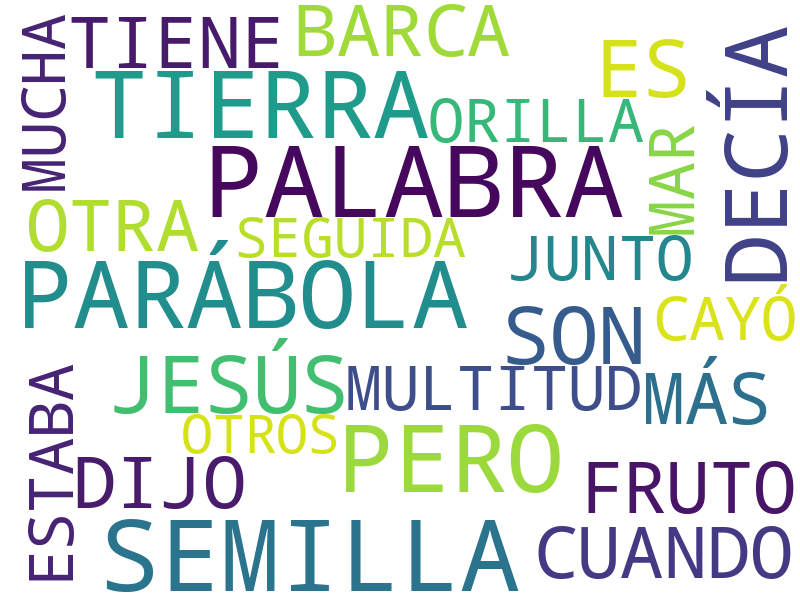 MUCHA
TIENE
BARCA
ES
DECÍA
TIERRA
ORILLA
MAR
PALABRA
OTRA
SEGUIDA
JUNTO
PARÁBOLA
SON
CAYÓ
JESÚS
MULTITUD
MÁS
ESTABA
OTROS
PERO
DIJO
FRUTO
SEMILLA
CUANDO